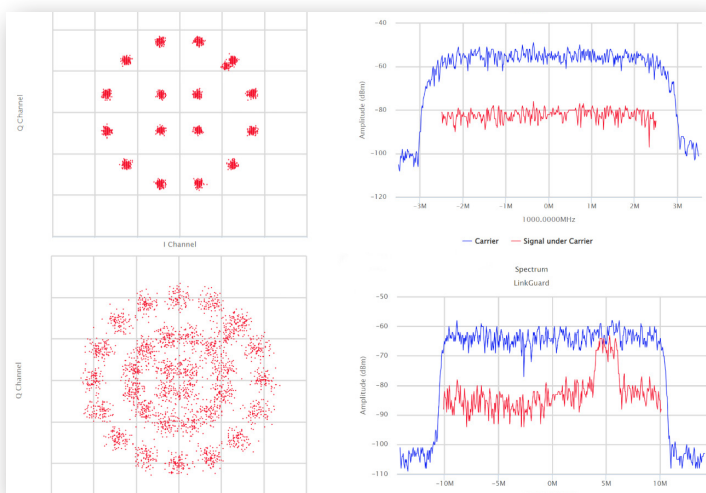 Q Channel
I Channel
Amplitude (dBm)
−40
−60
−80
−100
−120
−3M
−2M
−1M
0M
1M
2M
3M
1000,0000MHz
Carrier
Signal under Carrier
Q Channel
Spectrum
LinkGuard
Amplitude (dBm)
−50
−60
−70
−80
−90
−100
−110
−10M
−5M
0M
5M
10M